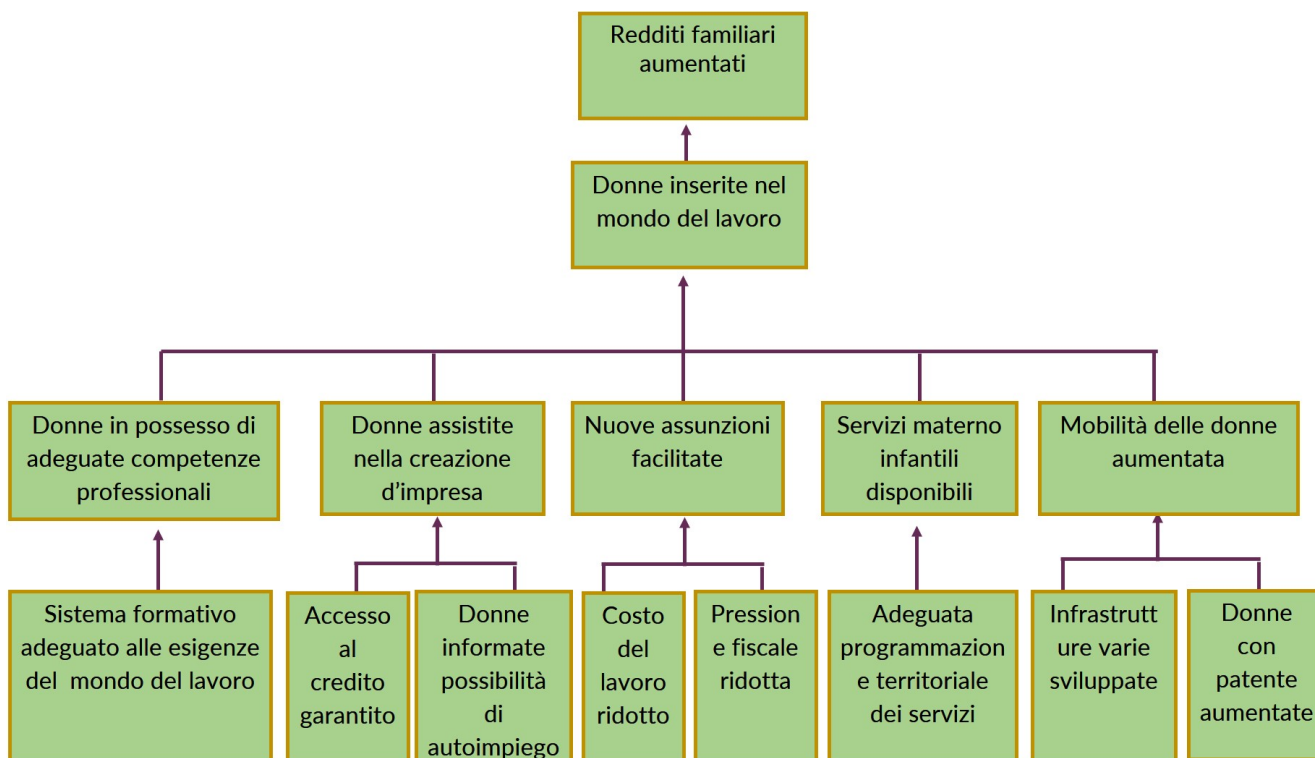 Redditi familiari
aumentati
Donne inserite nel
mondo del lavoro
Donne in possesso di
adeguate competenze
professionali
Donne assistite
nella creazione
d’impresa
Nuove assunzioni
facilitate
Servizi materno
infantili
disponibili
Mobilità delle donne
aumentata
Sistema formativo
adeguato alle esigenze
del mondo del lavoro
Accesso
al
credito
garantito
Donne
informate
possibilità
di
autoimpiego
Costo
del
lavoro
ridotto
Pression
e fiscale
ridotta
Adeguata
programmazion
e territoriale
dei servizi
Infrastrutt
ure varie
sviluppate
Donne
con
patente
aumentate